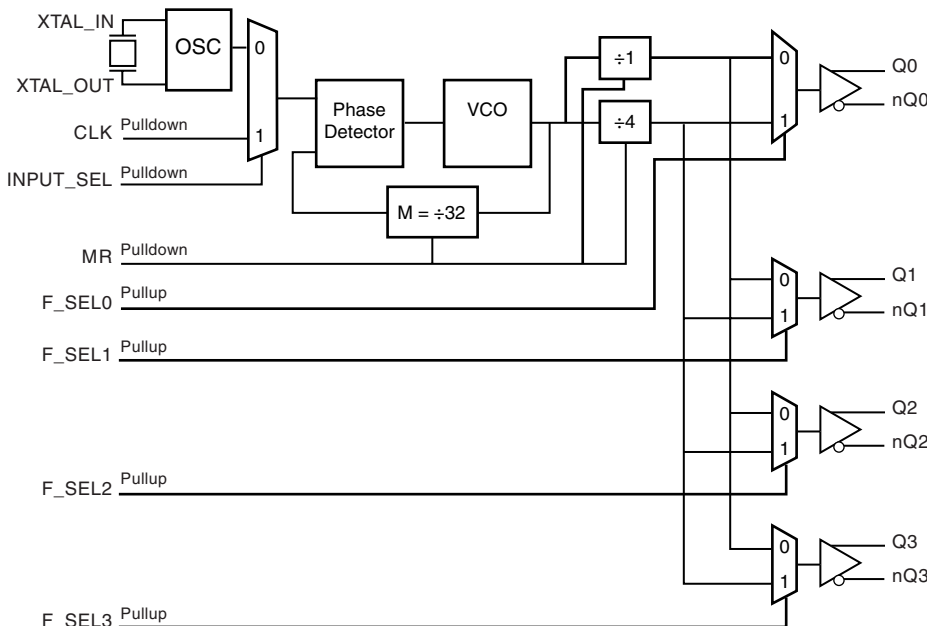 XTAL_IN
OSC
XTAL_OUT
0
1
CLK Pulldown
INPUT_SEL Pulldown
Phase
Detector
VCO
÷1
÷4
M = ÷32
MR Pulldown
F_SEL0 Pullup
F_SEL1 Pullup
F_SEL2 Pullup
F_SEL3 Pullup
0
1
Q0
nQ0
0
1
Q1
nQ1
0
1
Q2
nQ2
0
1
Q3
nQ3